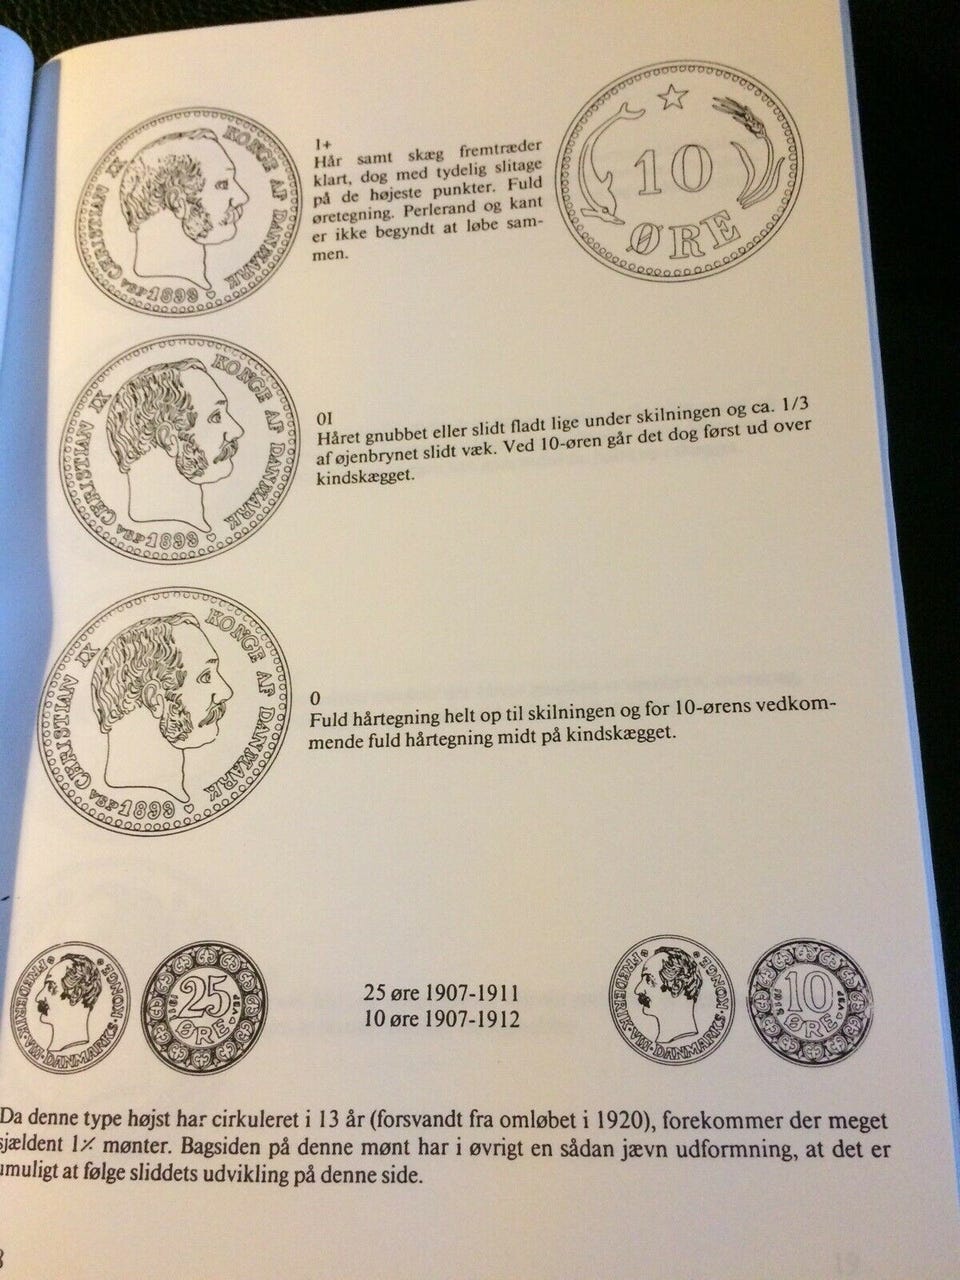 1+
Hår samt skæg fremtræder
klart, dog med tydelig slitage
på de højeste punkter. Fuld
øretegning. Perlerand og kant
er ikke begyndt at løbe sam-
men.
CHRISTIAN IX KONGE AF DANMARK
1899
10
ØRE
01
Håret gnubbet eller slidt fladt lige under skilningen og ca. 1/3
af øjenbrynet slidt væk. Ved 10-øren går det dog først ud over
kindskægget.
CHRISTIAN IX KONGE AF DANMARK
1899
0
Fuld hårtegning helt op til skilningen og for 10-ørens vedkom-
mende fuld hårtegning midt på kindskægget.
CHRISTIAN IX KONGE AF DANMARK
1899
FREDERIK·VIII·DANMARKS·KONGE
25
ØRE
25 øre 1907-1911
10 øre 1907-1912
FREDERIK·VIII·DANMARKS·KONGE
10
ØRE
Da denne type højst har cirkuleret i 13 år (forsvandt fra omløbet i 1920), forekommer der meget
sjældent 1⁒ mønter. Bagsiden på denne mønt har i øvrigt en sådan jævn udformning, at det er
umuligt at følge sliddets udvikling på denne side.